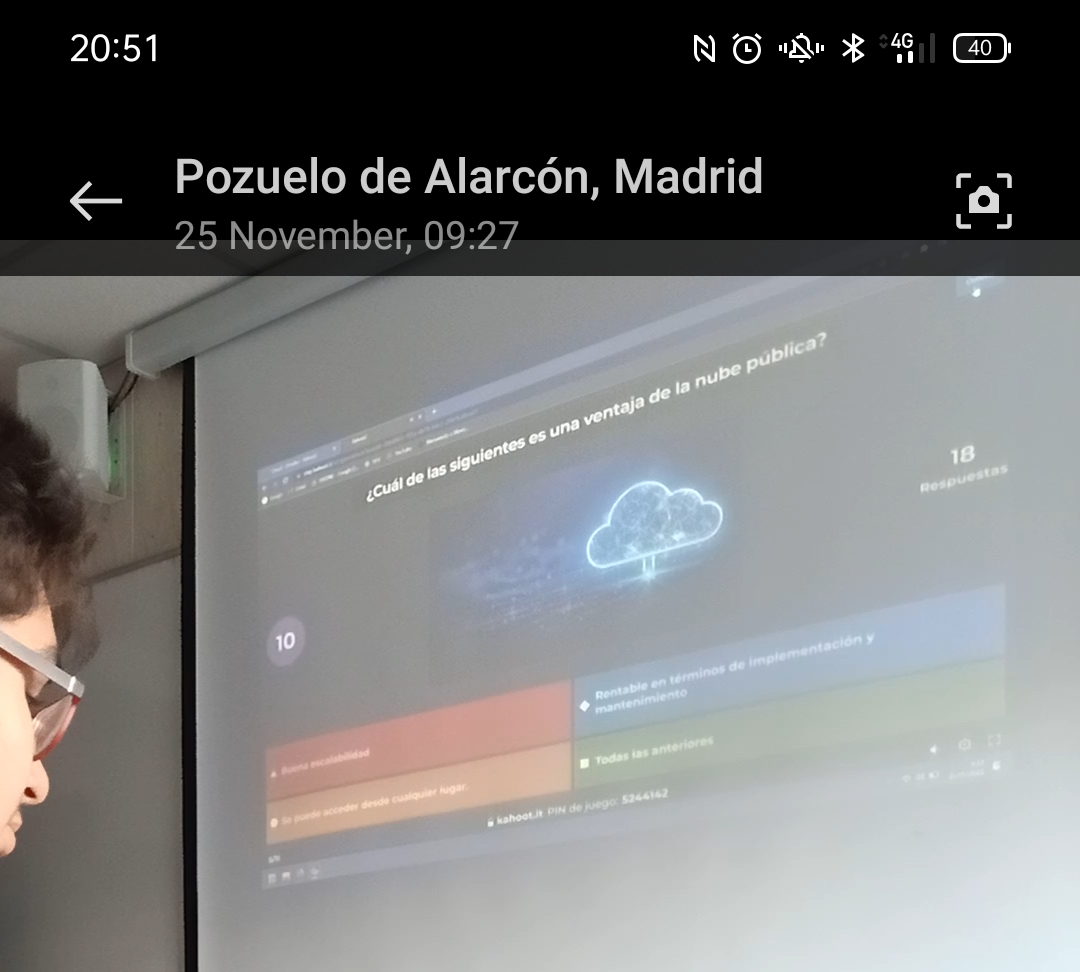 20:51
4G
40
Pozuelo de Alarcón, Madrid
25 November, 09:27
¿Cuál de las siguientes es una ventaja de la nube pública?
18
Respuestas
10
Buena escalabilidad
Rentable en términos de implementación y
mantenimiento
Se puede acceder desde cualquier lugar.
Todas las anteriores
kahoot.it PIN de juego: 5244142